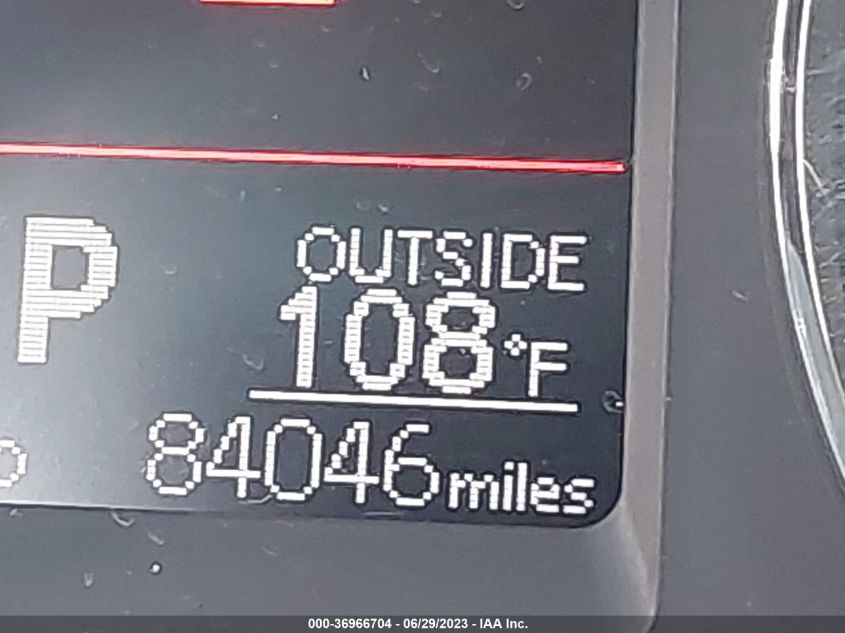 P
OUTSIDE
108°F
84046 miles
000-36966704 - 06/29/2023 - IAA Inc.